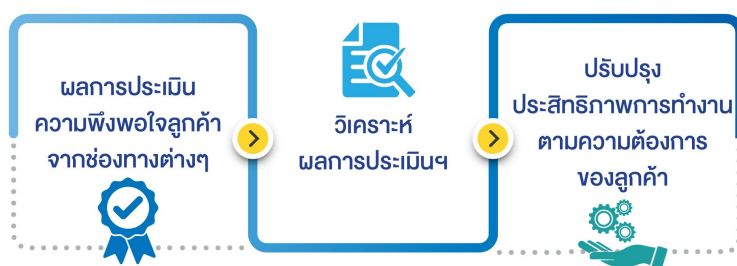 ผลการประเมิน
ความพึงพอใจลูกค้า
จากช่องทางต่างๆ
วิเคราะห์
ผลการประเมินฯ
ปรับปรุง
ประสิทธิภาพการทำงาน
ตามความต้องการ
ของลูกค้า